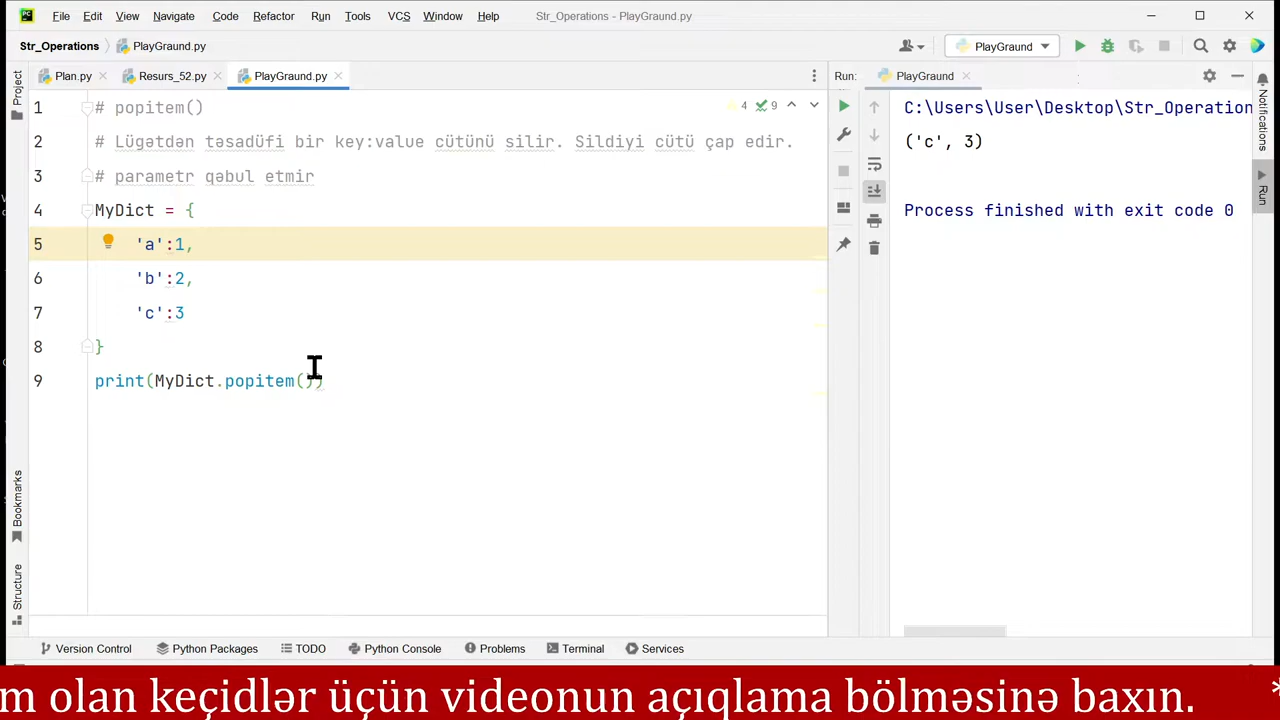 File Edit View Navigate Code Refactor Run Tools VCS Window Help Str_Operations - PlayGraund.py
Str_Operations PlayGraund.py PlayGraund
Project Plan.py Resurs_52.py PlayGraund.py Run: PlayGraund Notifications
4 9
1 # popitem()
2 # Lügətdən təsadüfi bir key:value cütünü silir. Sildiyi cütü çap edir.
3 # parametr qəbul etmir
4 MyDict = {
5 'a':1,
6 'b':2,
7 'c':3
8 }
9 print(MyDict.popitem())
C:\Users\User\Desktop\Str_Operation
('c', 3)
Process finished with exit code 0
Run
Bookmarks
Structure
Version Control Python Packages TODO Python Console Problems Terminal Services
m olan keçidlər üçün videonun açıqlama bölməsinə baxın. *